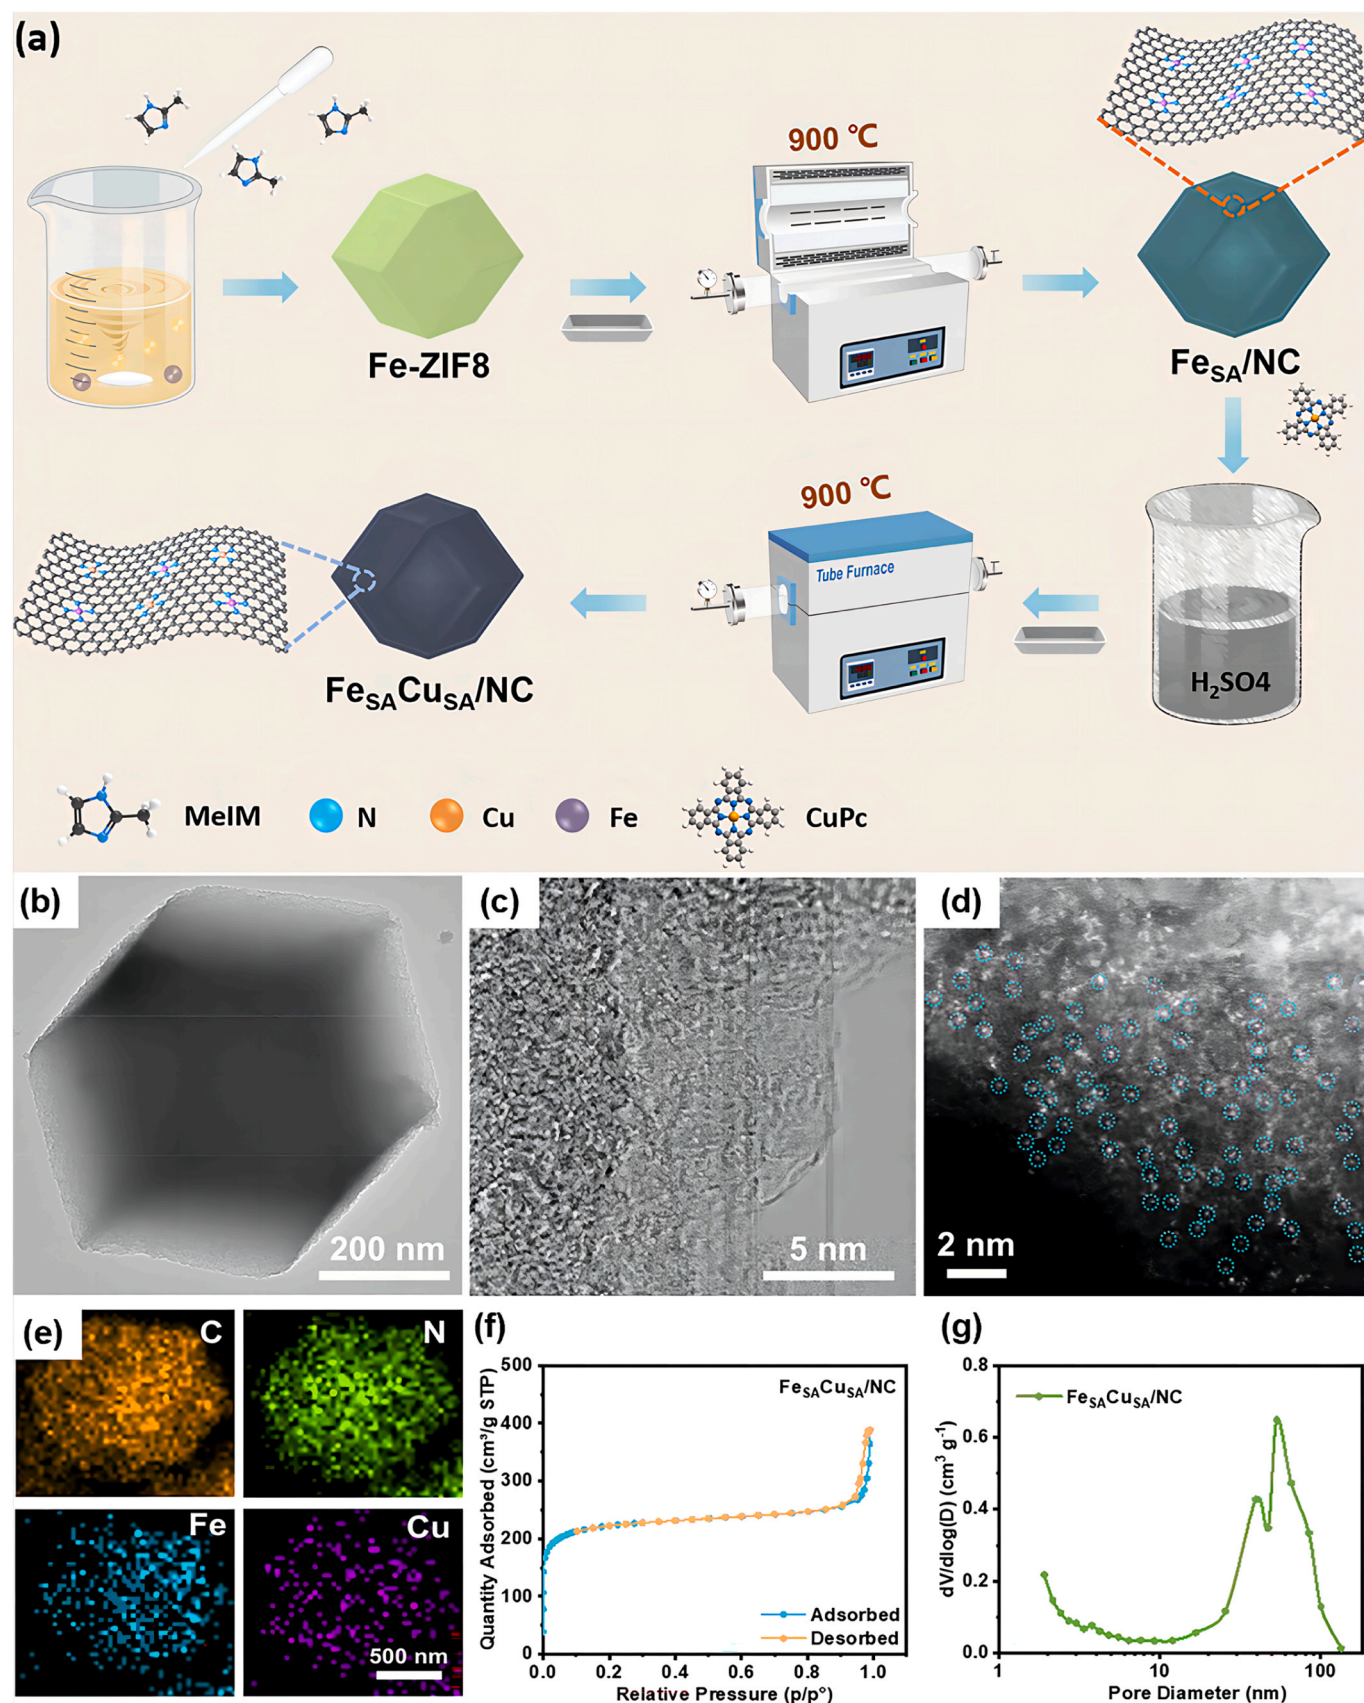 (a)
900 ℃
Fe-ZIF8
FeSA/NC
900 ℃
Tube Furnace
H2SO4
FeSACuSA/NC
MeIM
N
Cu
Fe
CuPc
(b)
200 nm
(c)
5 nm
(d)
2 nm
(e)
C
N
Fe
Cu
500 nm
(f)
Quantity Adsorbed (cm³/g STP)
500
400
300
200
100
0
FeSACuSA/NC
Adsorbed
Desorbed
0.0 0.2 0.4 0.6 0.8 1.0
Relative Pressure (p/p°)
(g)
dV/dlog(D) (cm³ g⁻¹)
0.8
0.6
0.4
0.2
0.0
FeSACuSA/NC
1 10 100
Pore Diameter (nm)